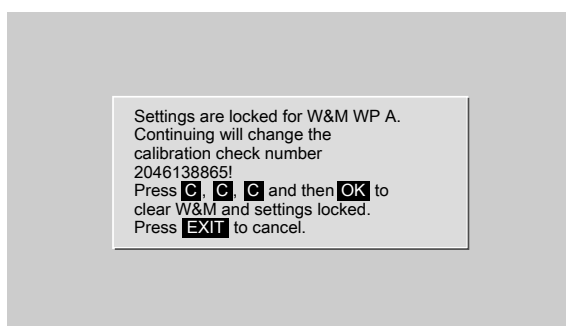 Settings are locked for W&M WP A.
Continuing will change the
calibration check number
2046138865!
Press C, C, C and then OK to
clear W&M and settings locked.
Press EXIT to cancel.